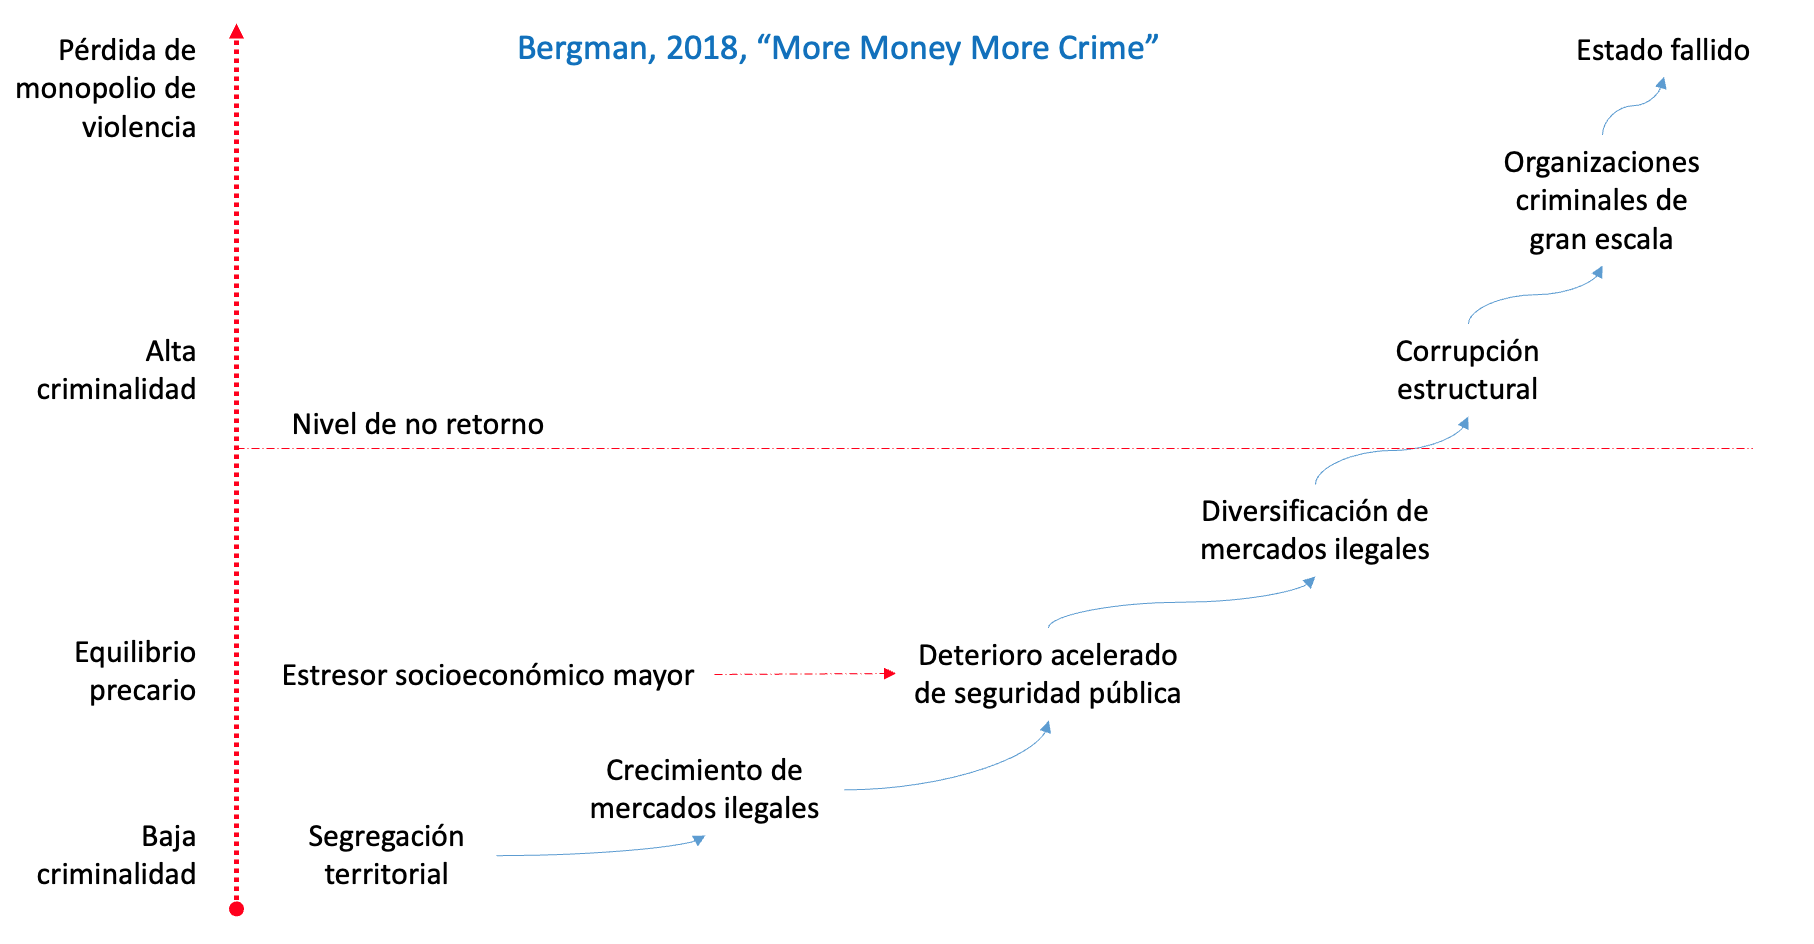 Bergman, 2018, “More Money More Crime”
Pérdida de
monopolio de
violencia
Estado fallido
Organizaciones
criminales de
gran escala
Alta
criminalidad
Corrupción
estructural
Nivel de no retorno
Diversificación de
mercados ilegales
Equilibrio
precario
Estresor socioeconómico mayor
Deterioro acelerado
de seguridad pública
Crecimiento de
mercados ilegales
Baja
criminalidad
Segregación
territorial